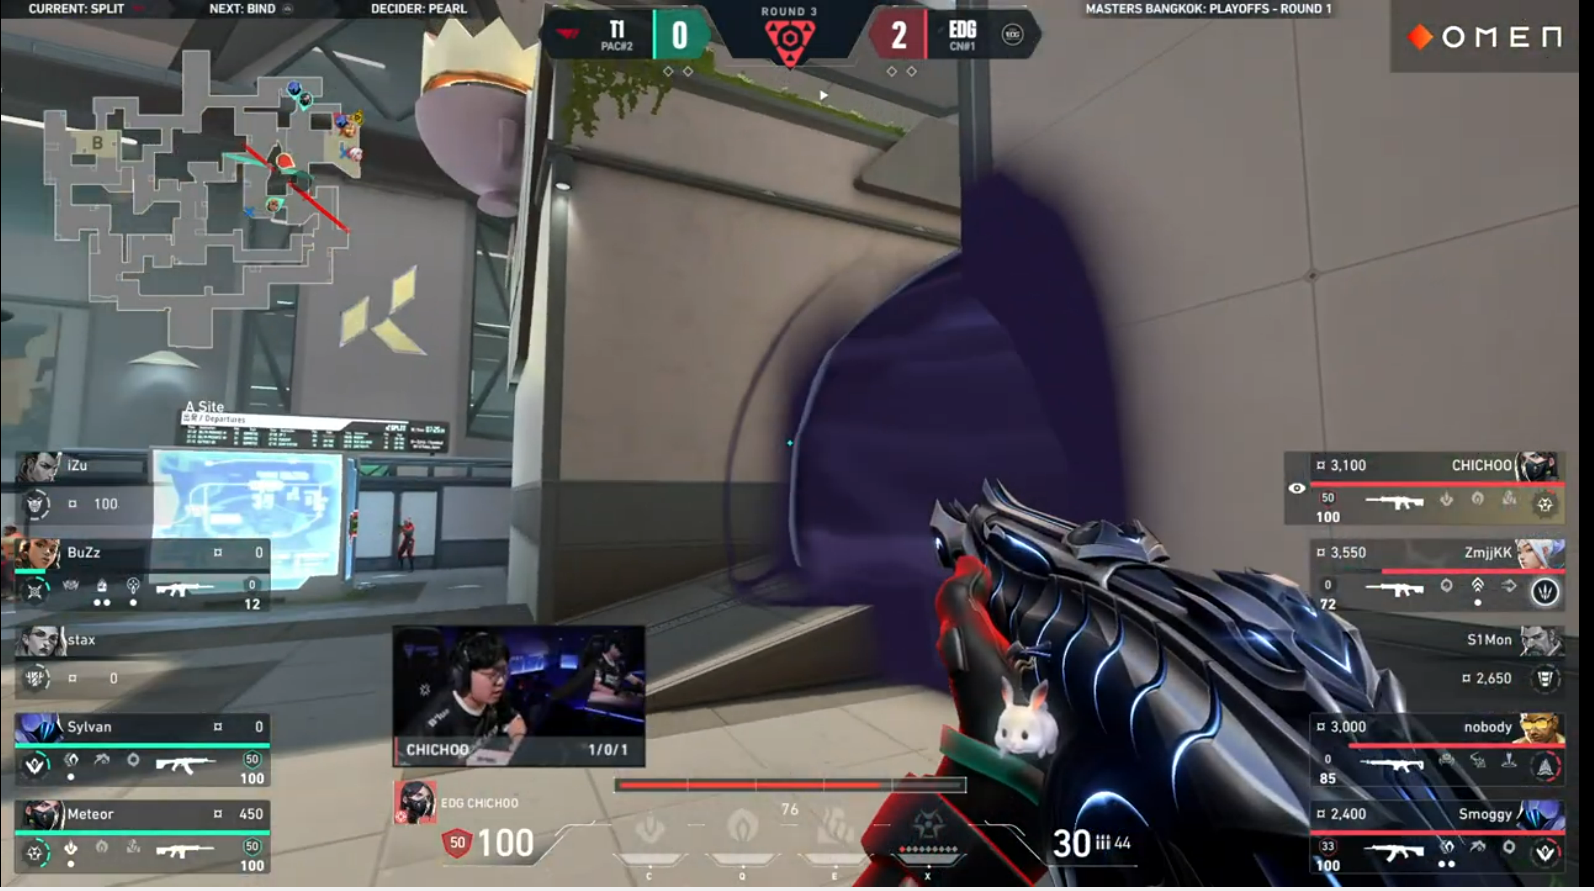 CURRENT: SPLIT NEXT: BIND DECIDER: PEARL
T1
PAC#2
0
ROUND 3
2
EDG
CN#1
MASTERS BANGKOK: PLAYOFFS - ROUND 1
OMEN
B
A Site
Departures
iZu
100
BuZz 0
0
12
stax
0
Sylvan 0
50
100
Meteor 450
50
100
CHICHOO 1/0/1
EDG CHICHOO
50 100
76
C Q E X
30 44
3,100 CHICHOO
50
100
3,550 ZmjjKK
0
72
S1Mon
2,650
3,000 nobody
0
85
2,400 Smoggy
33
100